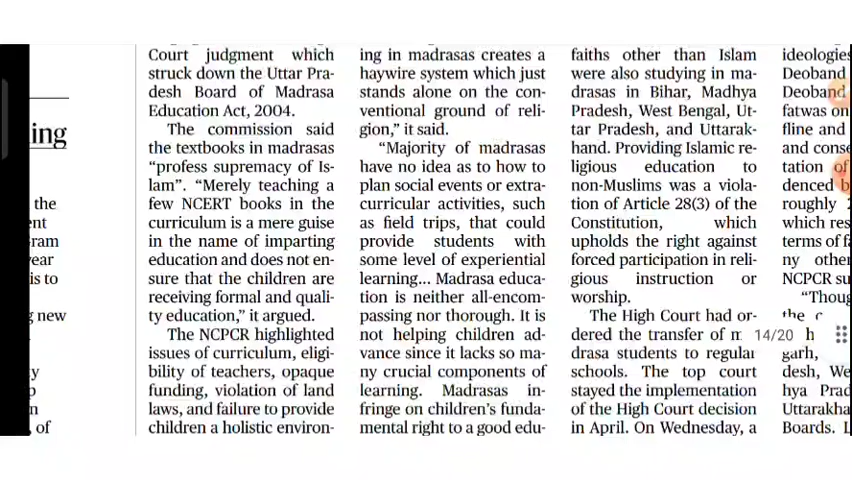 ing
the
ent
ram
year
is to
new
of
Court judgment which
struck down the Uttar Pra-
desh Board of Madrasa
Education Act, 2004.
The commission said
the textbooks in madrasas
“profess supremacy of Is-
lam”. “Merely teaching a
few NCERT books in the
curriculum is a mere guise
in the name of imparting
education and does not en-
sure that the children are
receiving formal and quali-
ty education,” it argued.
The NCPCR highlighted
issues of curriculum, eligi-
bility of teachers, opaque
funding, violation of land
laws, and failure to provide
children a holistic environ-
ing in madrasas creates a
haywire system which just
stands alone on the con-
ventional ground of reli-
gion,” it said.
“Majority of madrasas
have no idea as to how to
plan social events or extra-
curricular activities, such
as field trips, that could
provide students with
some level of experiential
learning... Madrasa educa-
tion is neither all-encom-
passing nor thorough. It is
not helping children ad-
vance since it lacks so ma-
ny crucial components of
learning. Madrasas in-
fringe on children’s funda-
mental right to a good edu-
faiths other than Islam
were also studying in ma-
drasas in Bihar, Madhya
Pradesh, West Bengal, Ut-
tar Pradesh, and Uttarak-
hand. Providing Islamic re-
ligious education to
non-Muslims was a viola-
tion of Article 28(3) of the
Constitution, which
upholds the right against
forced participation in reli-
gious instruction or
worship.
The High Court had or-
dered the transfer of m
drasa students to regular
schools. The top court
stayed the implementation
of the High Court decision
in April. On Wednesday, a
ideologies
Deoband
Deoband
fatwas on
fline and
and conse
tation of
denced b
roughly
which res
terms of f
ny other
NCPCR su
“Thoug
the
garh,
desh, We
hya Prad
Uttarakha
Boards.
14/20